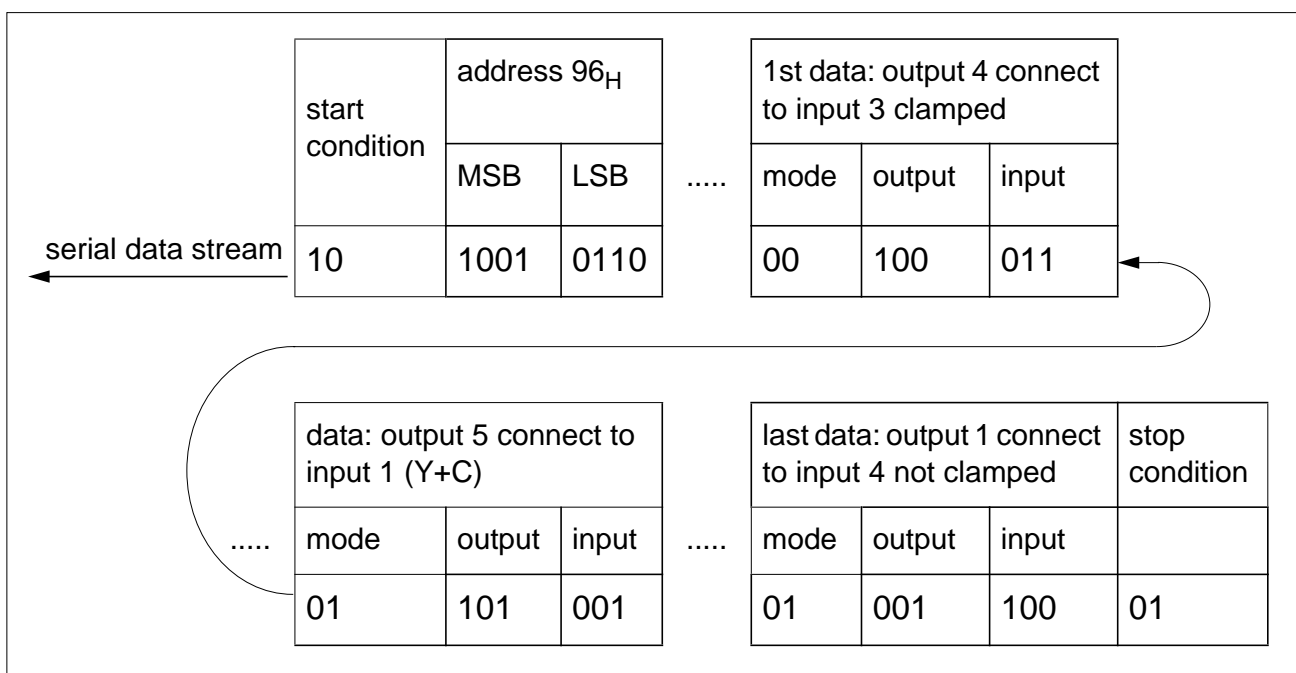 start
condition
address 96H
MSB LSB
1st data: output 4 connect
to input 3 clamped
..... mode output input
serial data stream
10 1001 0110 00 100 011
data: output 5 connect to
input 1 (Y+C)
last data: output 1 connect
to input 4 not clamped
stop
condition
..... mode output input ..... mode output input
01 101 001 01 001 100 01